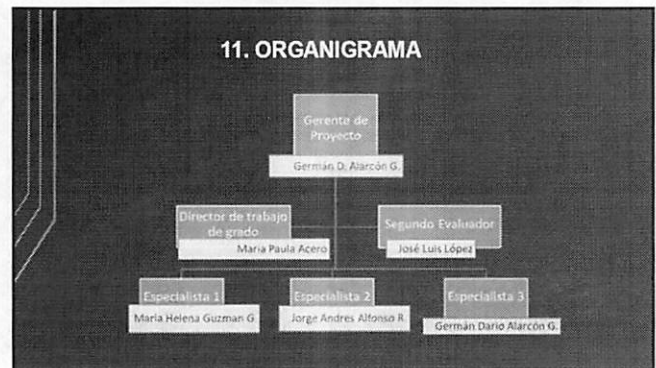 11. ORGANIGRAMA
Gerente de
Proyecto
Germán D. Alarcón G.
Director de trabajo
de grado
Maria Paula Acero
Segundo Evaluador
José Luis López
Especialista 1
Maria Helena Guzman G
Especialista 2
Jorge Andres Alfonso R.
Especialista 3
Germán Dario Alarcón G.